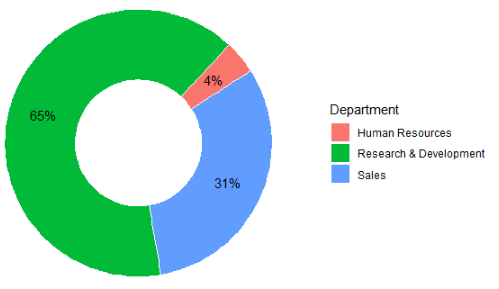 4%
65%
31%
Department
Human Resources
Research & Development
Sales